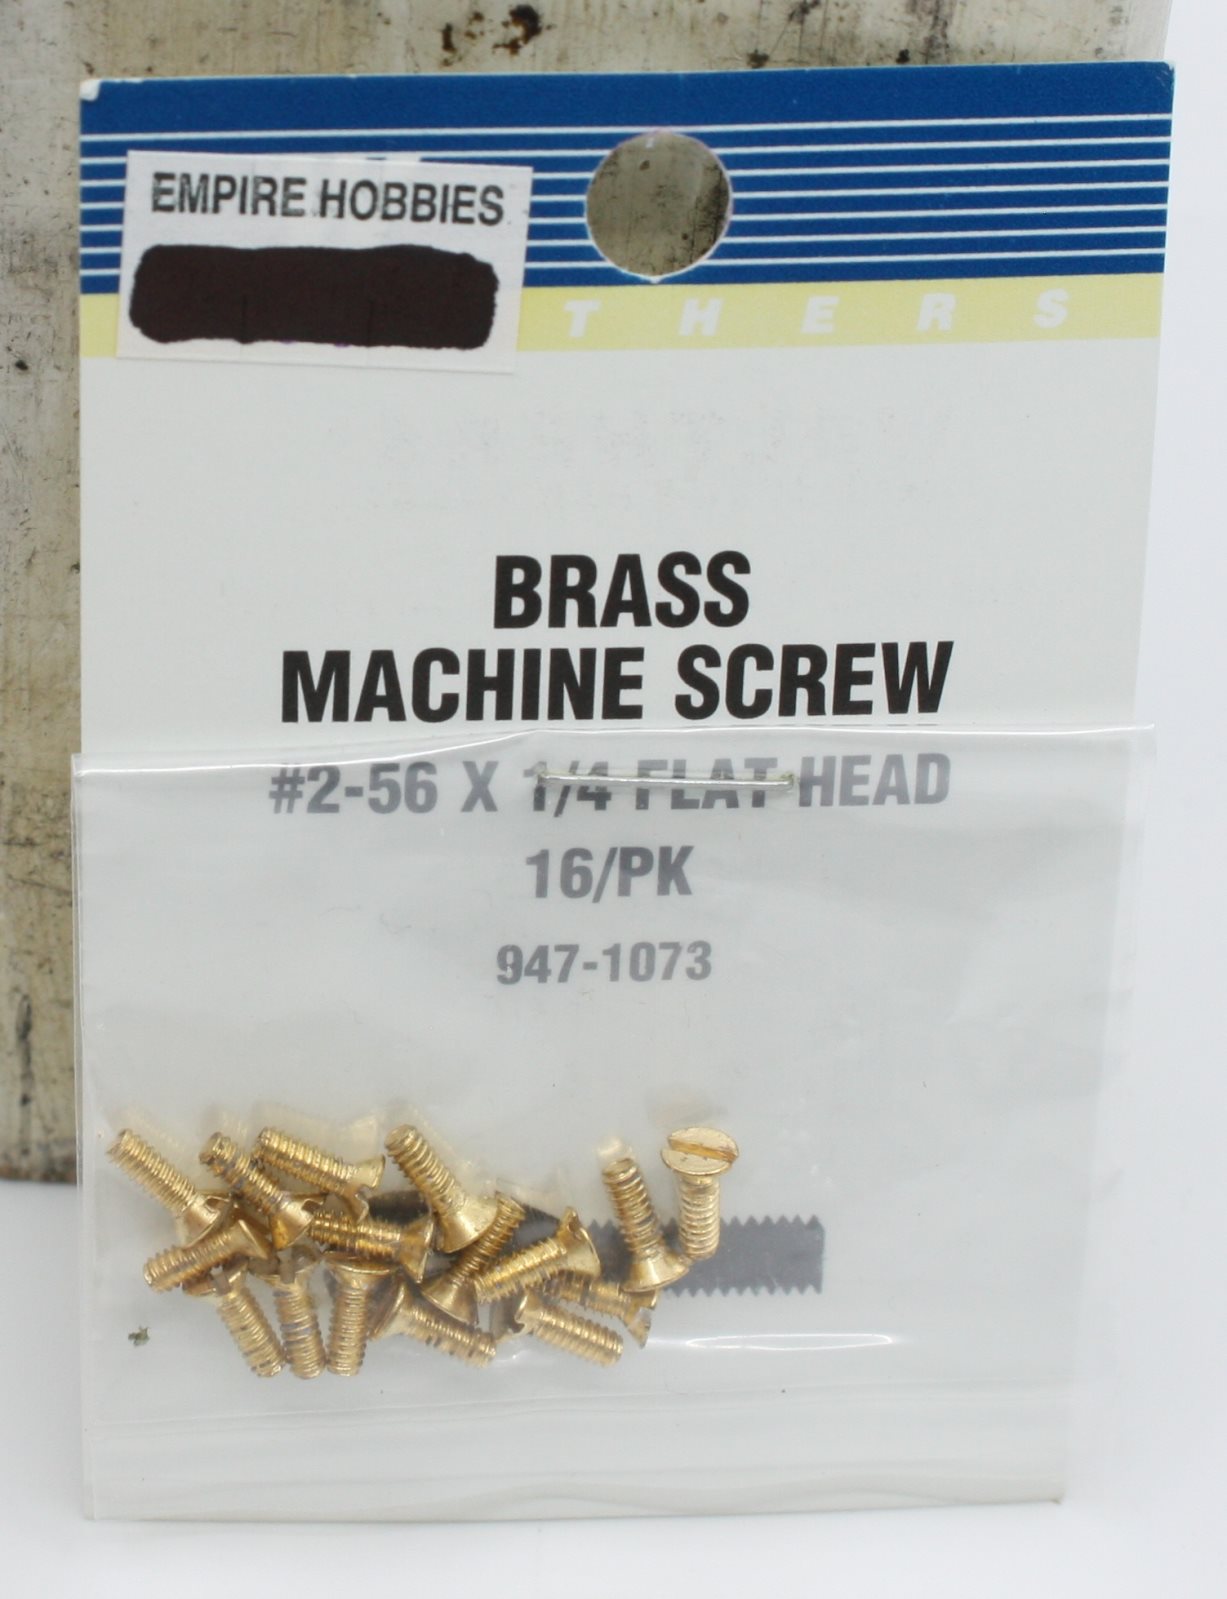 EMPIRE HOBBIES
THERS
BRASS
MACHINE SCREW
#2-56 X 1/4 FLAT HEAD
16/PK
947-1073